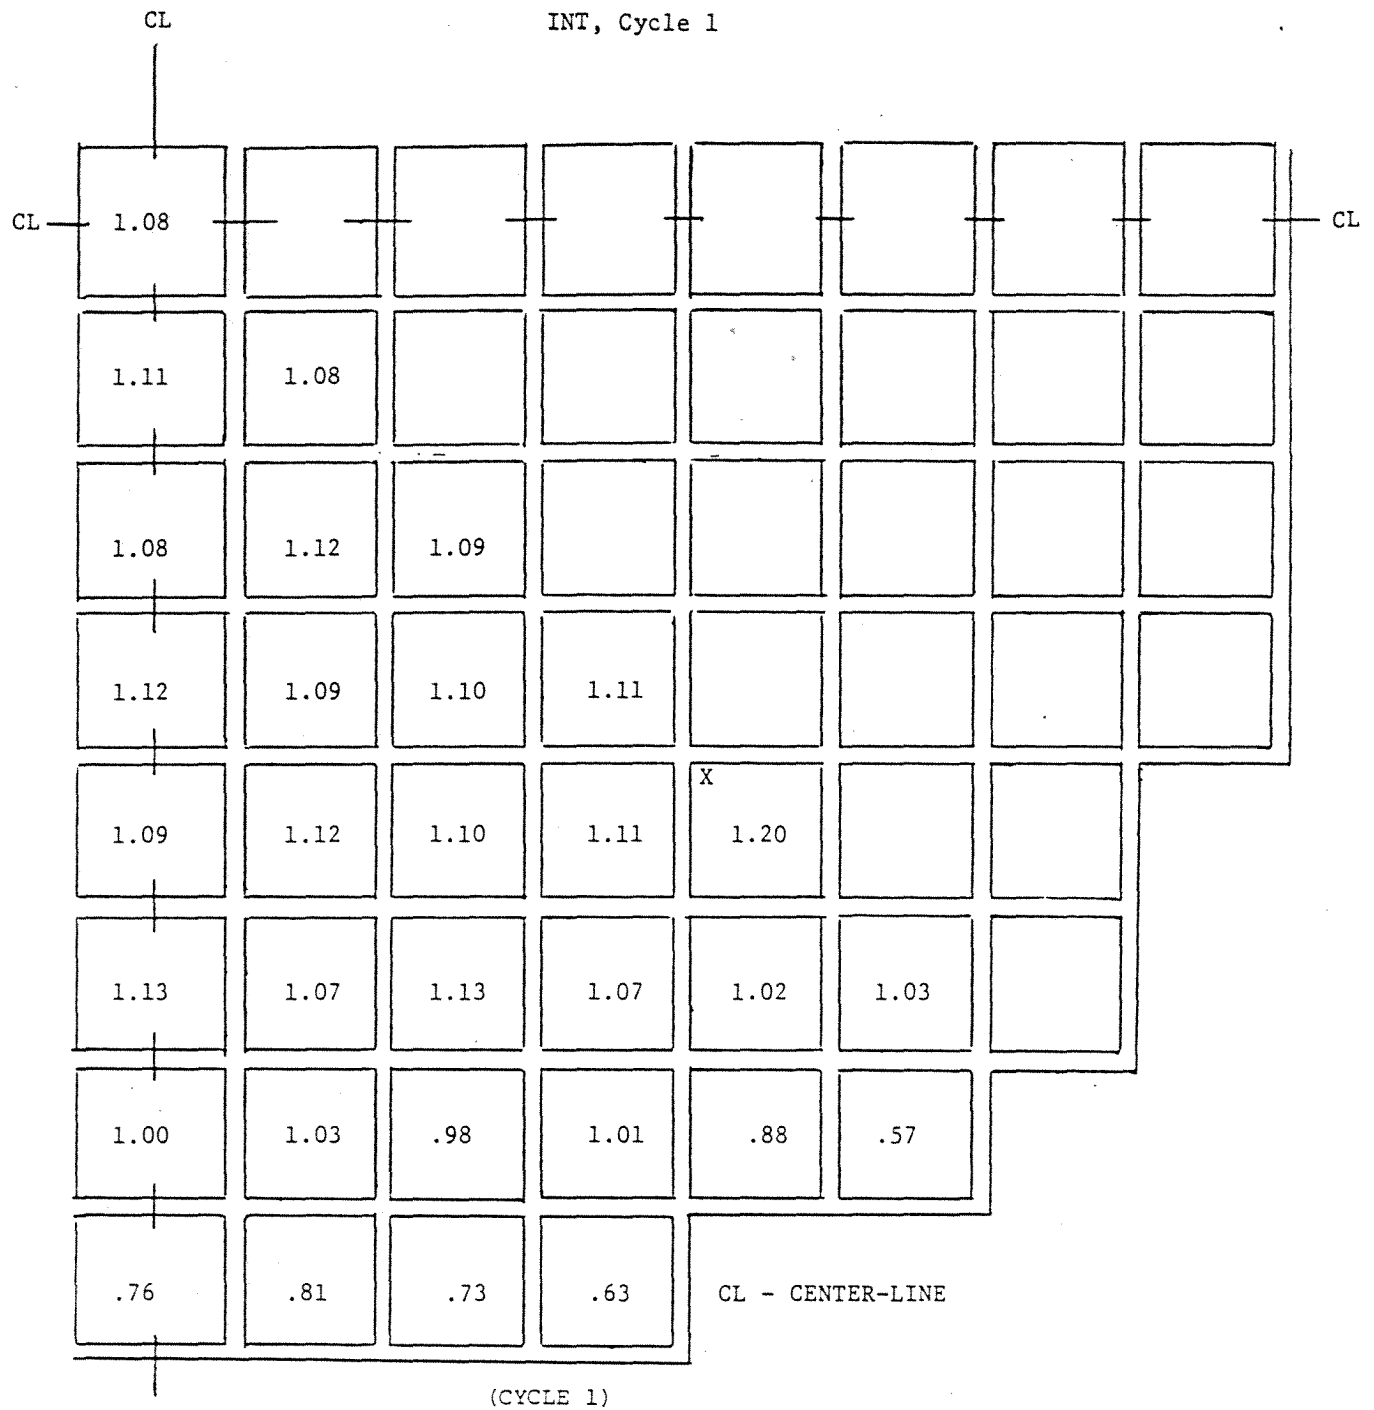 CL INT, Cycle 1
CL 1.08 CL
1.11 1.08
1.08 1.12 1.09
1.12 1.09 1.10 1.11
X
1.09 1.12 1.10 1.11 1.20
1.13 1.07 1.13 1.07 1.02 1.03
1.00 1.03 .98 1.01 .88 .57
.76 .81 .73 .63 CL - CENTER-LINE
(CYCLE 1)